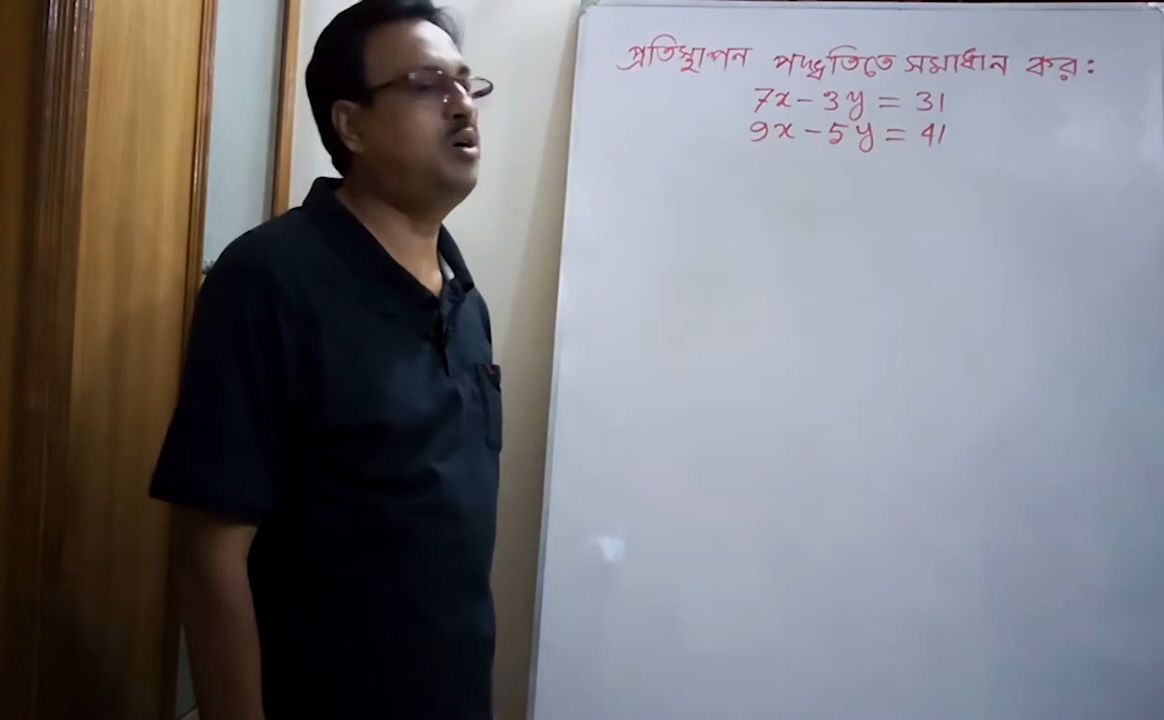 প্রতিস্থাপন পদ্ধতিতে সমাধান কর:
7x - 3y = 31
9x - 5y = 41